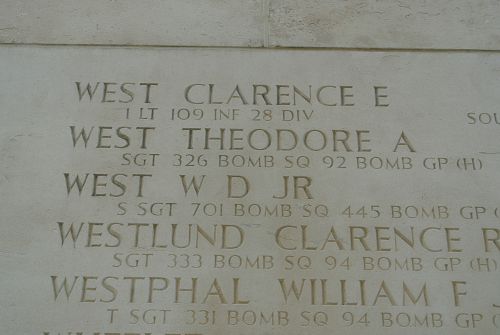 WEST CLARENCE E
1 LT 109 INF 28 DIV
SOU
WEST THEODORE A
SGT 326 BOMB SQ 92 BOMB GP (H)
WEST W D JR
S SGT 701 BOMB SQ 445 BOMB GP (
WESTLUND CLARENCE R
SGT 333 BOMB SQ 94 BOMB GP (H)
WESTPHAL WILLIAM F
T SGT 331 BOMB SQ 94 BOMB GP